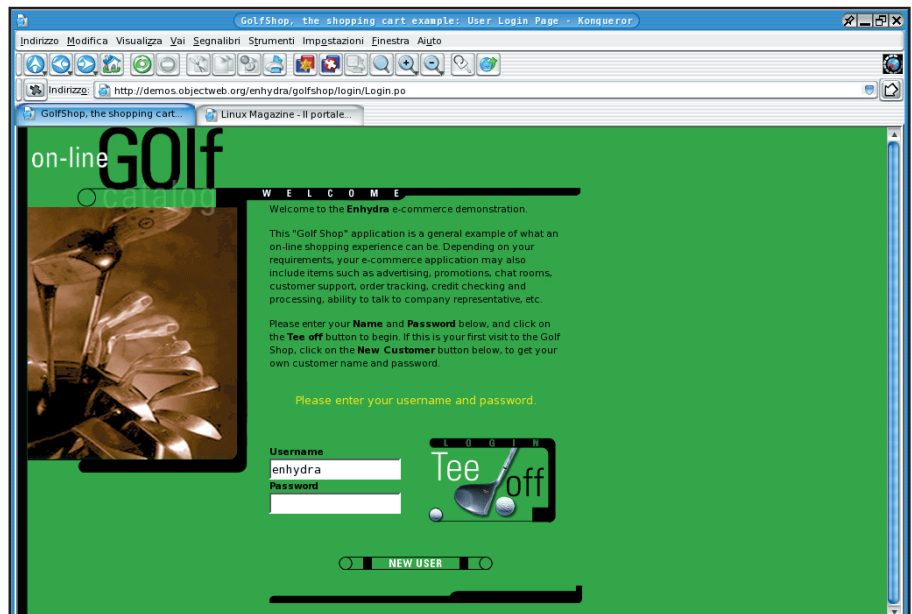 GolfShop, the shopping cart example: User Login Page - Konqueror
Indirizzo Modifica Visualizza Vai Segnalibri Strumenti Impostazioni Finestra Aiuto
Indirizzo: http://demos.objectweb.org/enhydra/golfshop/login/Login.po
GolfShop, the shopping cart... Linux Magazine - Il portale...
on-line GOlf
catalog
WELCOME
Welcome to the Enhydra e-commerce demonstration.
This "Golf Shop" application is a general example of what an
on-line shopping experience can be. Depending on your
requirements, your e-commerce application may also
include items such as advertising, promotions, chat rooms,
customer support, order tracking, credit checking and
processing, ability to talk to company representative, etc.
Please enter your Name and Password below, and click on
the Tee off button to begin. If this is your first visit to the Golf
Shop, click on the New Customer button below, to get your
own customer name and password.
Please enter your username and password.
Username
enhydra
Password
LOGIN
Tee
off
NEW USER